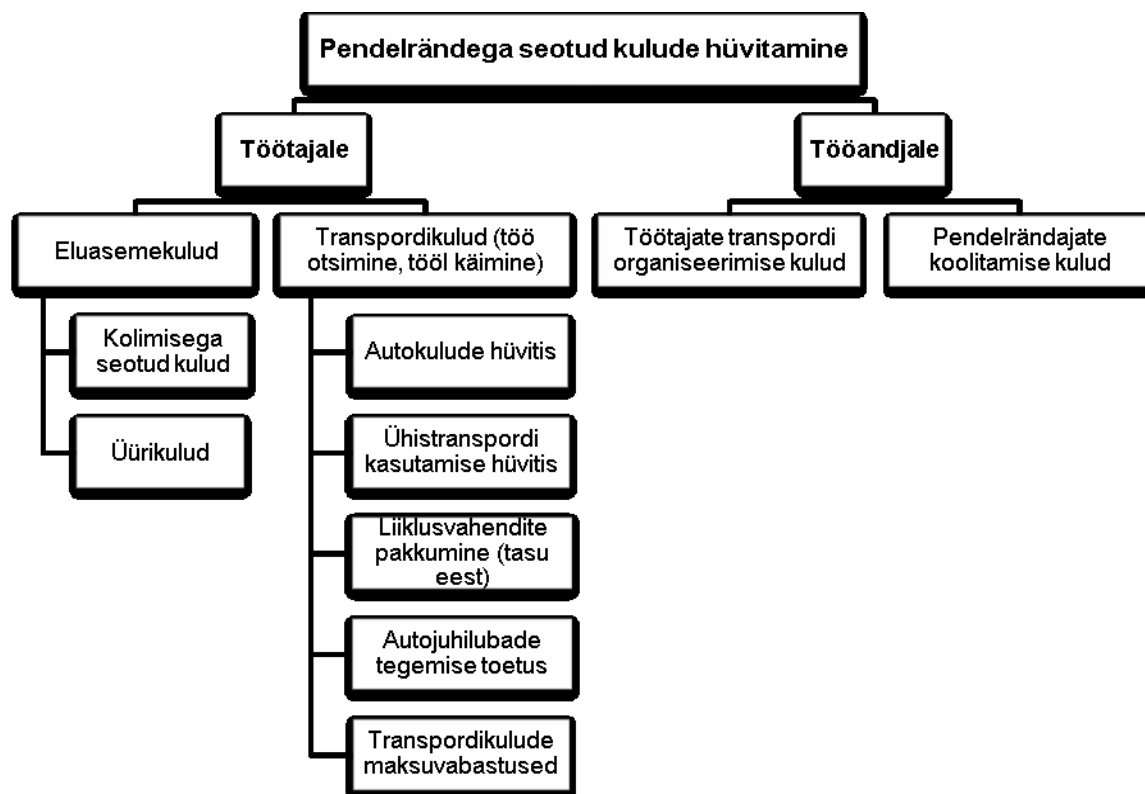 Pendelrändega seotud kulude hüvitamine
Töötajale
Tööandjale
Eluasemekulud
Transpordikulud (töö
otsimine, tööl käimine)
Töötajate transpordi
organiseerimise kulud
Pendelrändajate
koolitamise kulud
Kolimisega
seotud kulud
Üürikulud
Autokulude hüvitis
Ühistranspordi
kasutamise hüvitis
Liiklusvahendite
pakkumine (tasu
eest)
Autojuhilubade
tegemise toetus
Transpordikulude
maksuvabastused